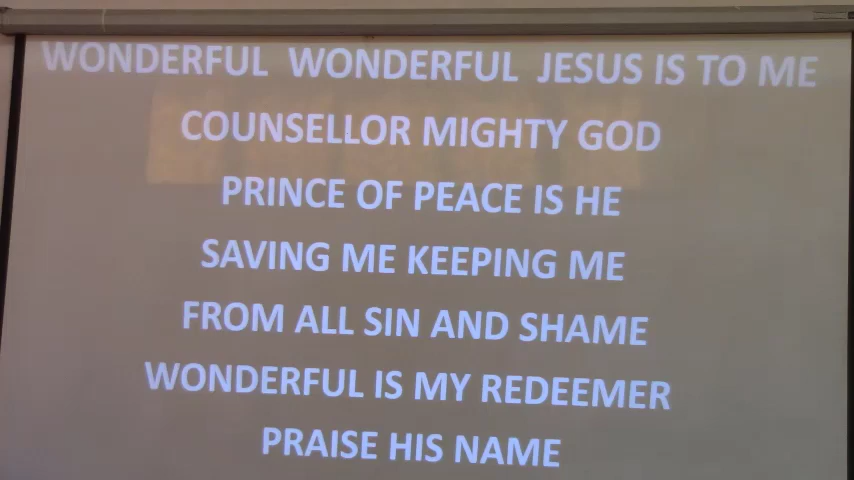 WONDERFUL WONDERFUL JESUS IS TO ME
COUNSELLOR MIGHTY GOD
PRINCE OF PEACE IS HE
SAVING ME KEEPING ME
FROM ALL SIN AND SHAME
WONDERFUL IS MY REDEEMER
PRAISE HIS NAME